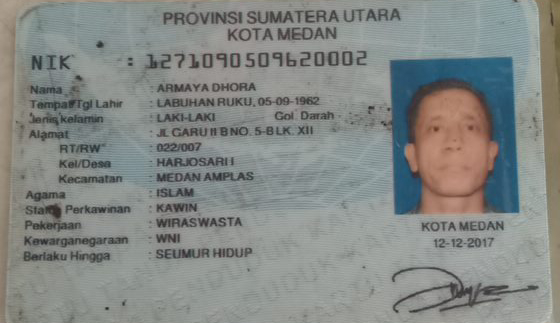 PROVINSI SUMATERA UTARA
KOTA MEDAN
NIK : 1271090509620002
Nama : ARMAYA DHORA
Tempat/Tgl Lahir : LABUHAN RUKU, 05-09-1962
Jenis kelamin : LAKI-LAKI Gol. Darah :
Alamat : JL GARU II B NO. 5-B LK. XII
RT/RW : 022/007
Kel/Desa : HARJOSARI I
Kecamatan : MEDAN AMPLAS
Agama : ISLAM
Status Perkawinan : KAWIN
Pekerjaan : WIRASWASTA
Kewarganegaraan : WNI
Berlaku Hingga : SEUMUR HIDUP
KOTA MEDAN
12-12-2017